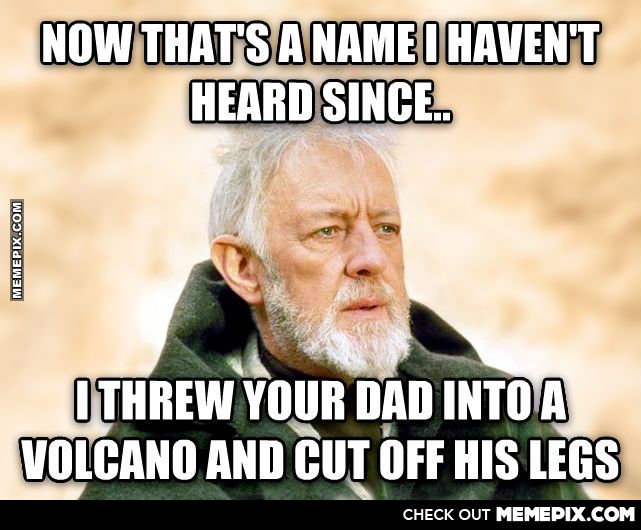 NOW THAT'S A NAME I HAVEN'T
HEARD SINCE..
MEMEPIX.COM
I THREW YOUR DAD INTO A
VOLCANO AND CUT OFF HIS LEGS
CHECK OUT MEMEPIX.COM